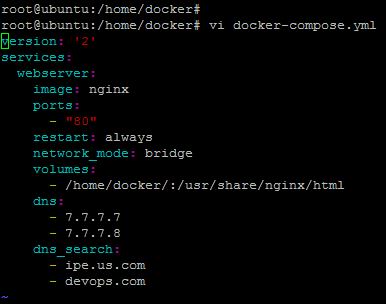 root@ubuntu:/home/docker#
root@ubuntu:/home/docker# vi docker-compose.yml
version: '2'
services:
  webserver:
    image: nginx
    ports:
      - "80"
    restart: always
    network_mode: bridge
    volumes:
      - /home/docker/:/usr/share/nginx/html
    dns:
      - 7.7.7.7
      - 7.7.7.8
    dns_search:
      - ipe.us.com
      - devops.com
~